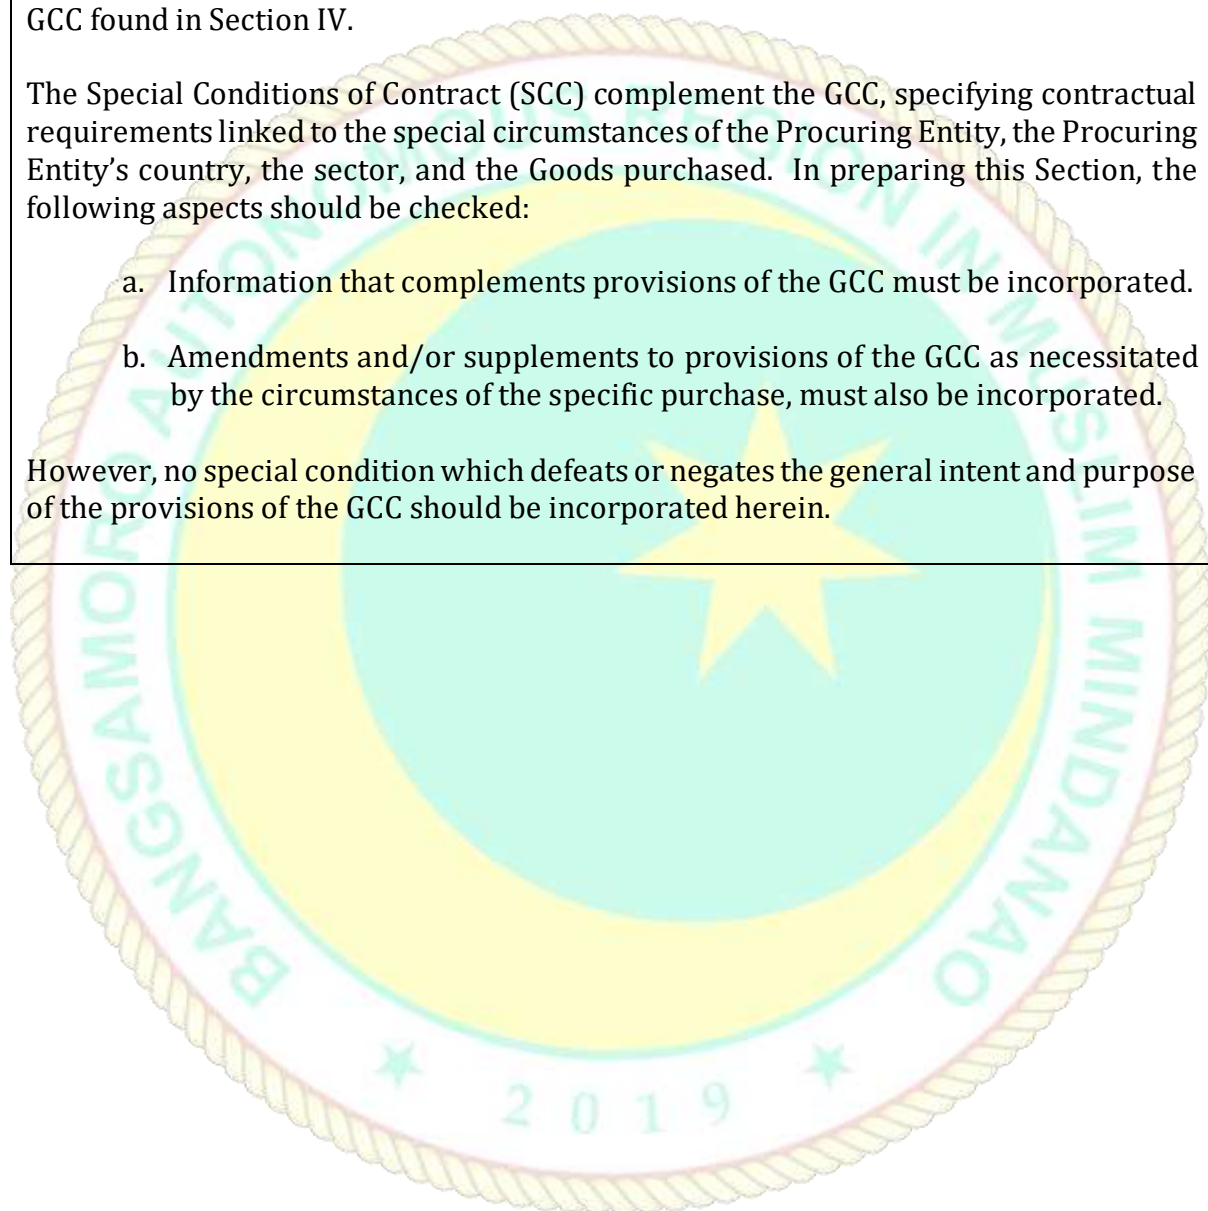 GCC found in Section IV.
The Special Conditions of Contract (SCC) complement the GCC, specifying contractual
requirements linked to the special circumstances of the Procuring Entity, the Procuring
Entity’s country, the sector, and the Goods purchased. In preparing this Section, the
following aspects should be checked:
a. Information that complements provisions of the GCC must be incorporated.
b. Amendments and/or supplements to provisions of the GCC as necessitated
by the circumstances of the specific purchase, must also be incorporated.
However, no special condition which defeats or negates the general intent and purpose
of the provisions of the GCC should be incorporated herein.
BANGSAMORO AUTONOMOUS REGION IN MUSLIM MINDANAO
2019